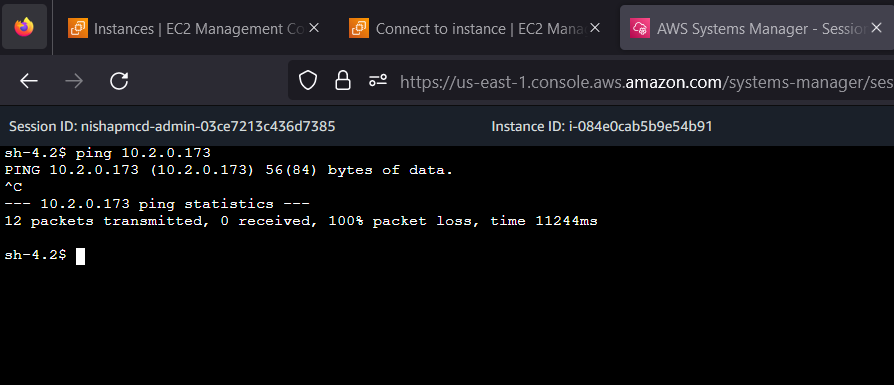 Instances | EC2 Management Co
Connect to instance | EC2 Mana
AWS Systems Manager - Session
https://us-east-1.console.aws.amazon.com/systems-manager/ses
Session ID: nishapmcd-admin-03ce7213c436d7385
Instance ID: i-084e0cab5b9e54b91
sh-4.2$ ping 10.2.0.173
PING 10.2.0.173 (10.2.0.173) 56(84) bytes of data.
^C
--- 10.2.0.173 ping statistics ---
12 packets transmitted, 0 received, 100% packet loss, time 11244ms
sh-4.2$